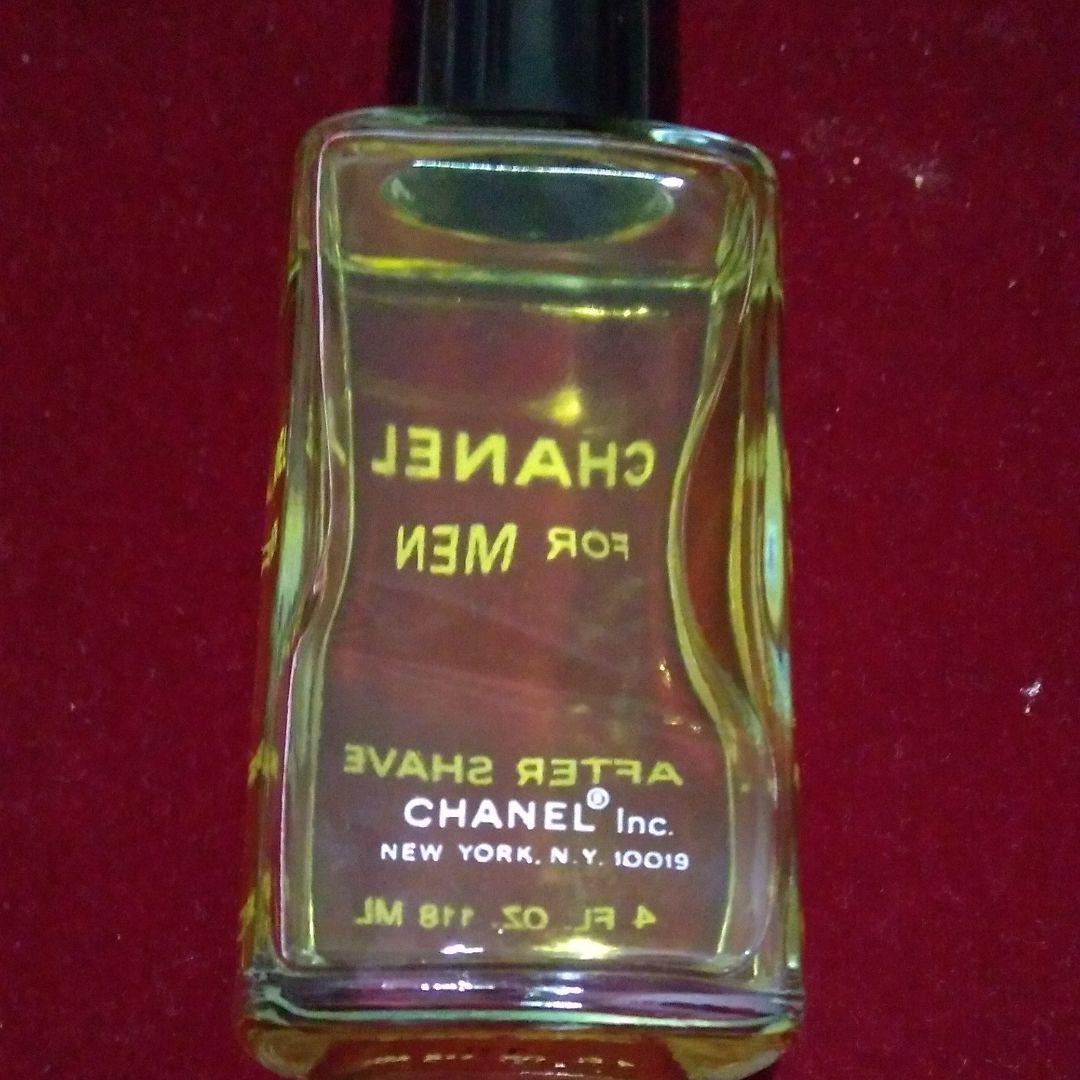 CHANEL
FOR MEN
AFTER SHAVE
CHANEL® Inc.
NEW YORK, N.Y. 10019
4 FL. OZ. 118 ML